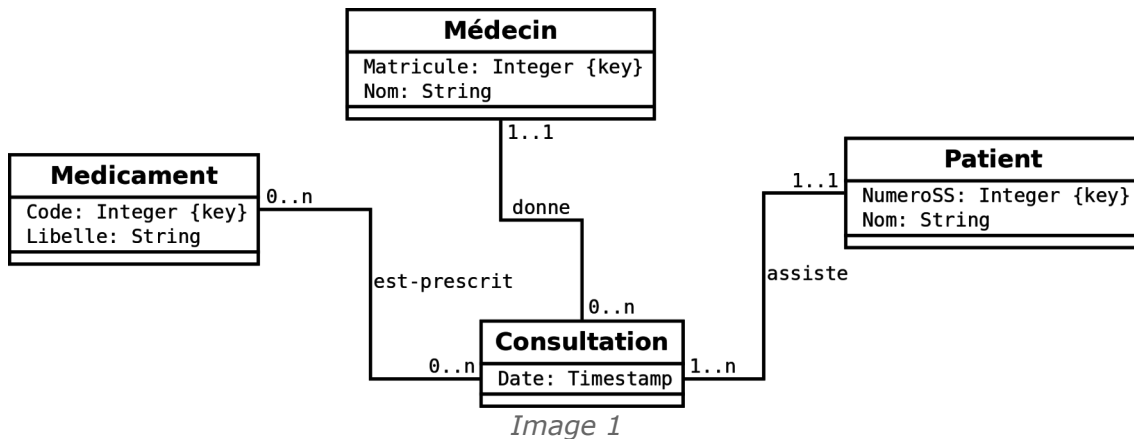 Médecin
Matricule: Integer {key}
Nom: String
1..1
donne
0..n
Medicament
Code: Integer {key}
Libelle: String
0..n
est-prescrit
0..n
Patient
NumeroSS: Integer {key}
Nom: String
1..1
assiste
1..n
Consultation
Date: Timestamp
Image 1